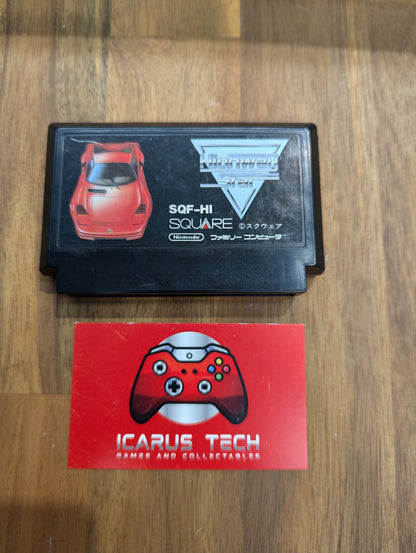 Highway
Star
SQF-HI
SQUARE ©スクウェア
Nintendo ファミリー コンピュータ
ICARUS TECH
GAMES AND COLLECTABLES